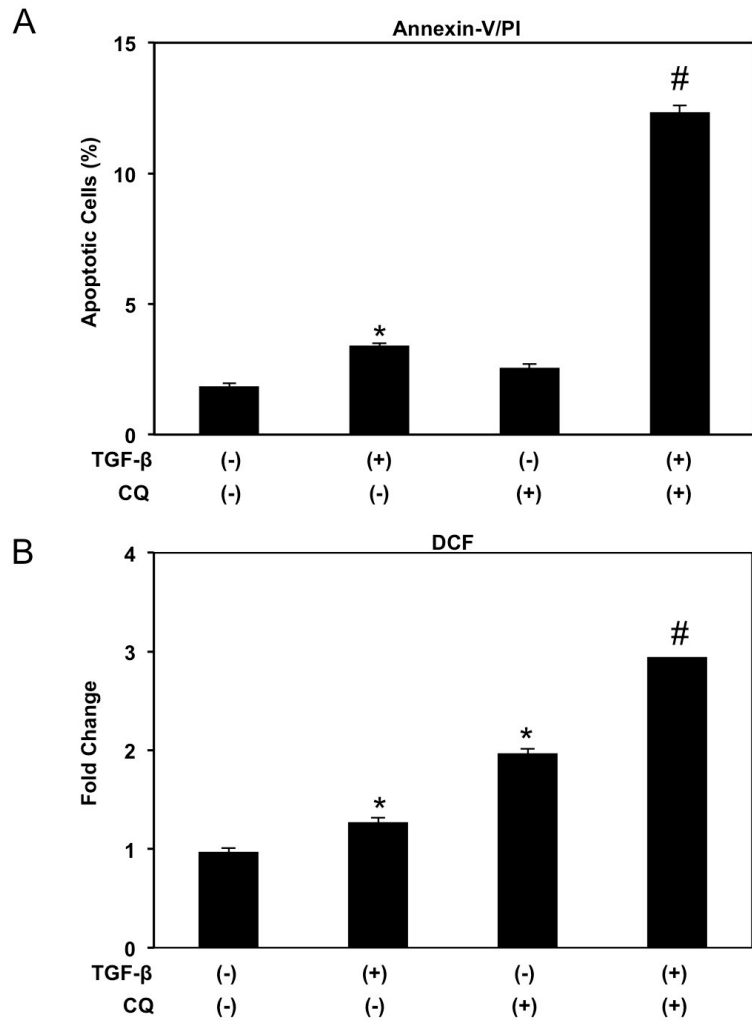 A
Annexin-V/PI
15
#
10
Apoptotic Cells (%)
5
*
0
TGF-β (-) (+) (-) (+)
CQ (-) (-) (+) (+)
B
DCF
4
#
3
Fold Change
*
2
*
1
0
TGF-β (-) (+) (-) (+)
CQ (-) (-) (+) (+)